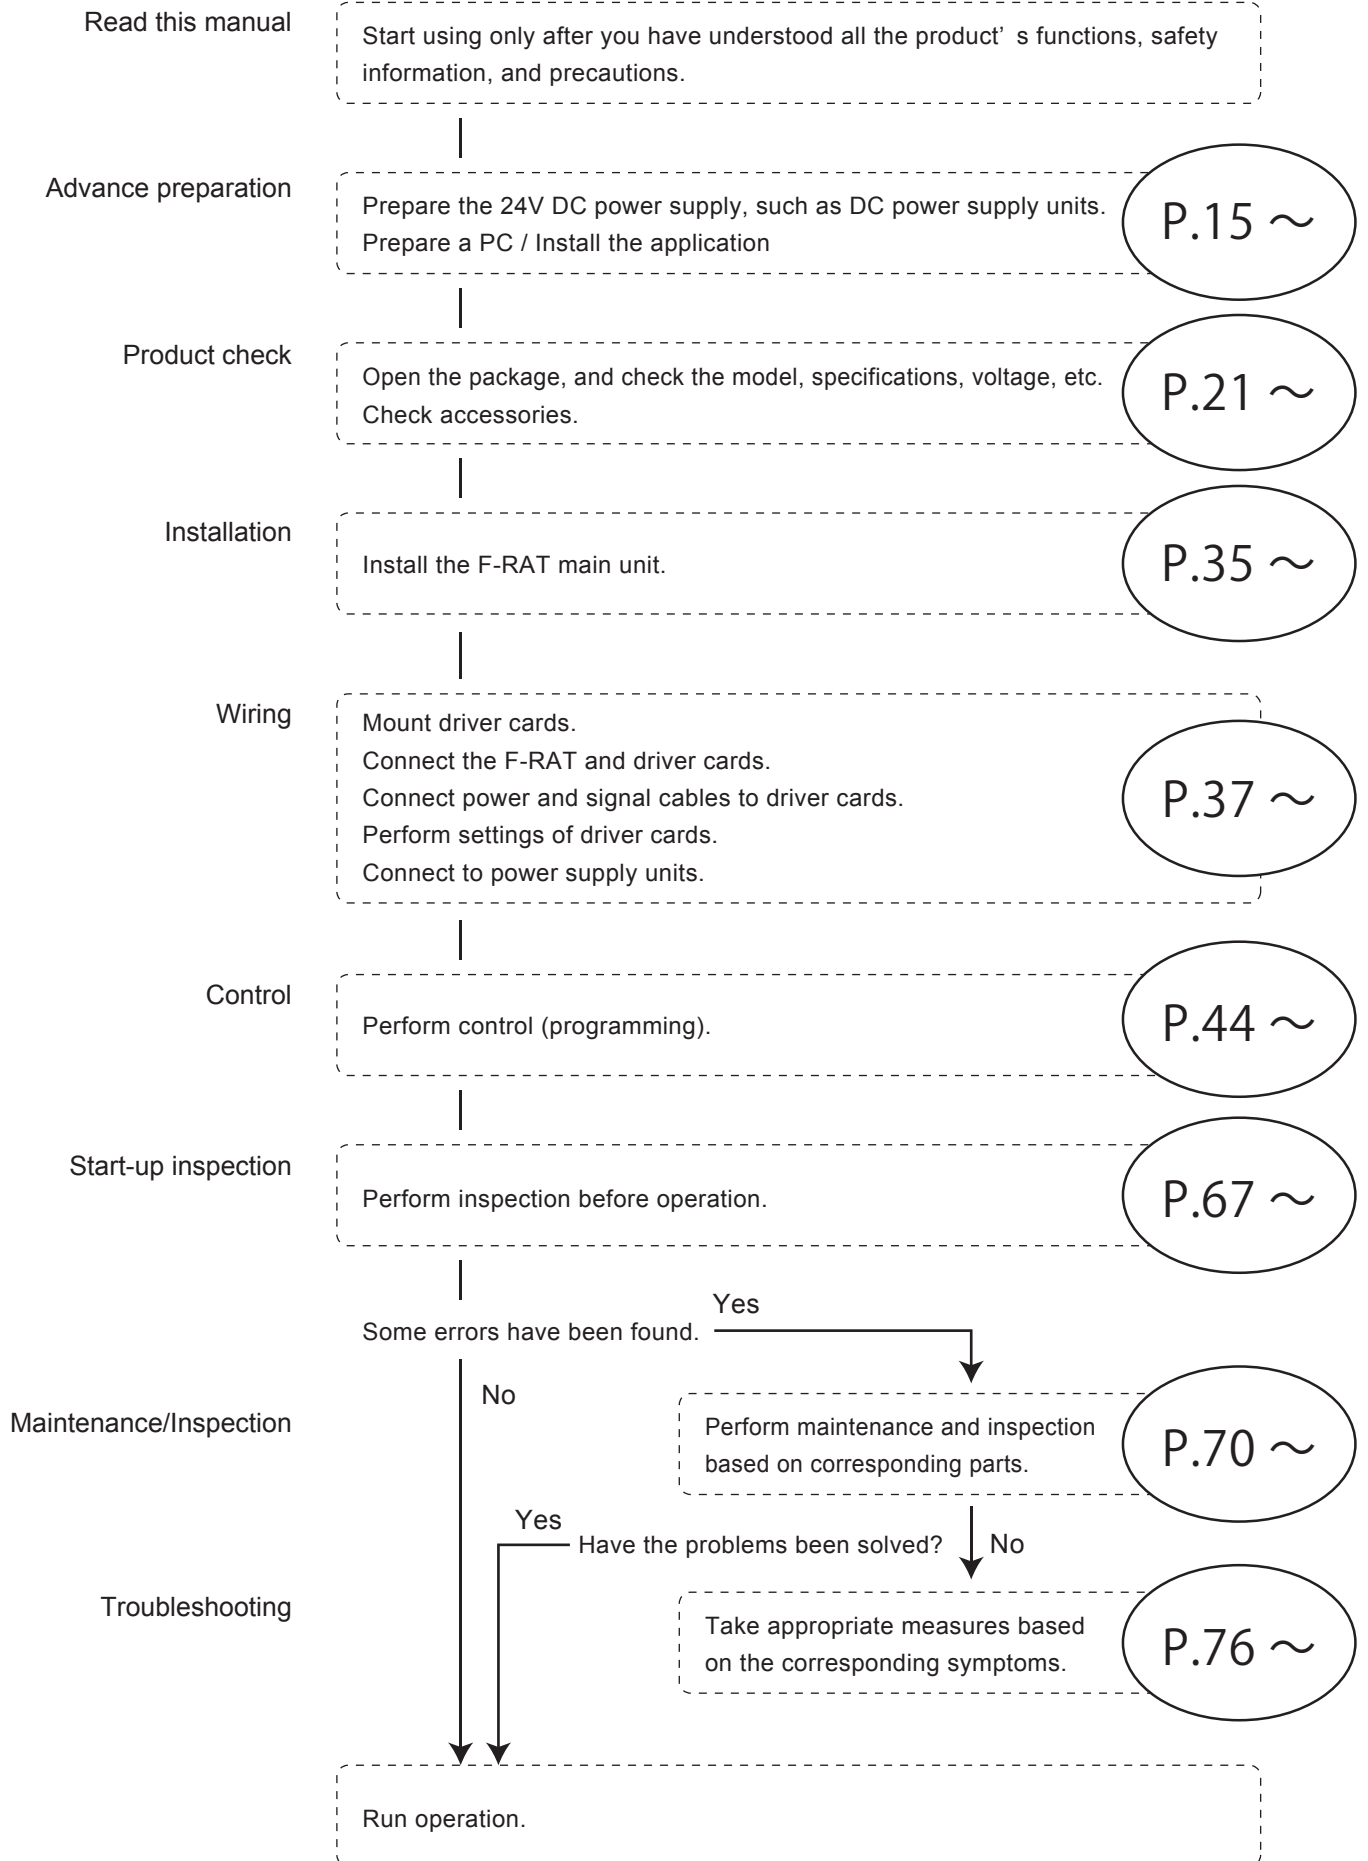 Read this manual
Start using only after you have understood all the product’ s functions, safety
information, and precautions.
Advance preparation
Prepare the 24V DC power supply, such as DC power supply units.
Prepare a PC / Install the application
P.15 ～
Product check
Open the package, and check the model, specifications, voltage, etc.
Check accessories.
P.21 ～
Installation
Install the F-RAT main unit.
P.35 ～
Wiring
Mount driver cards.
Connect the F-RAT and driver cards.
Connect power and signal cables to driver cards.
Perform settings of driver cards.
Connect to power supply units.
P.37 ～
Control
Perform control (programming).
P.44 ～
Start-up inspection
Perform inspection before operation.
P.67 ～
Some errors have been found.
Yes
No
Maintenance/Inspection
Perform maintenance and inspection
based on corresponding parts.
P.70 ～
Yes
Have the problems been solved?
No
Troubleshooting
Take appropriate measures based
on the corresponding symptoms.
P.76 ～
Run operation.